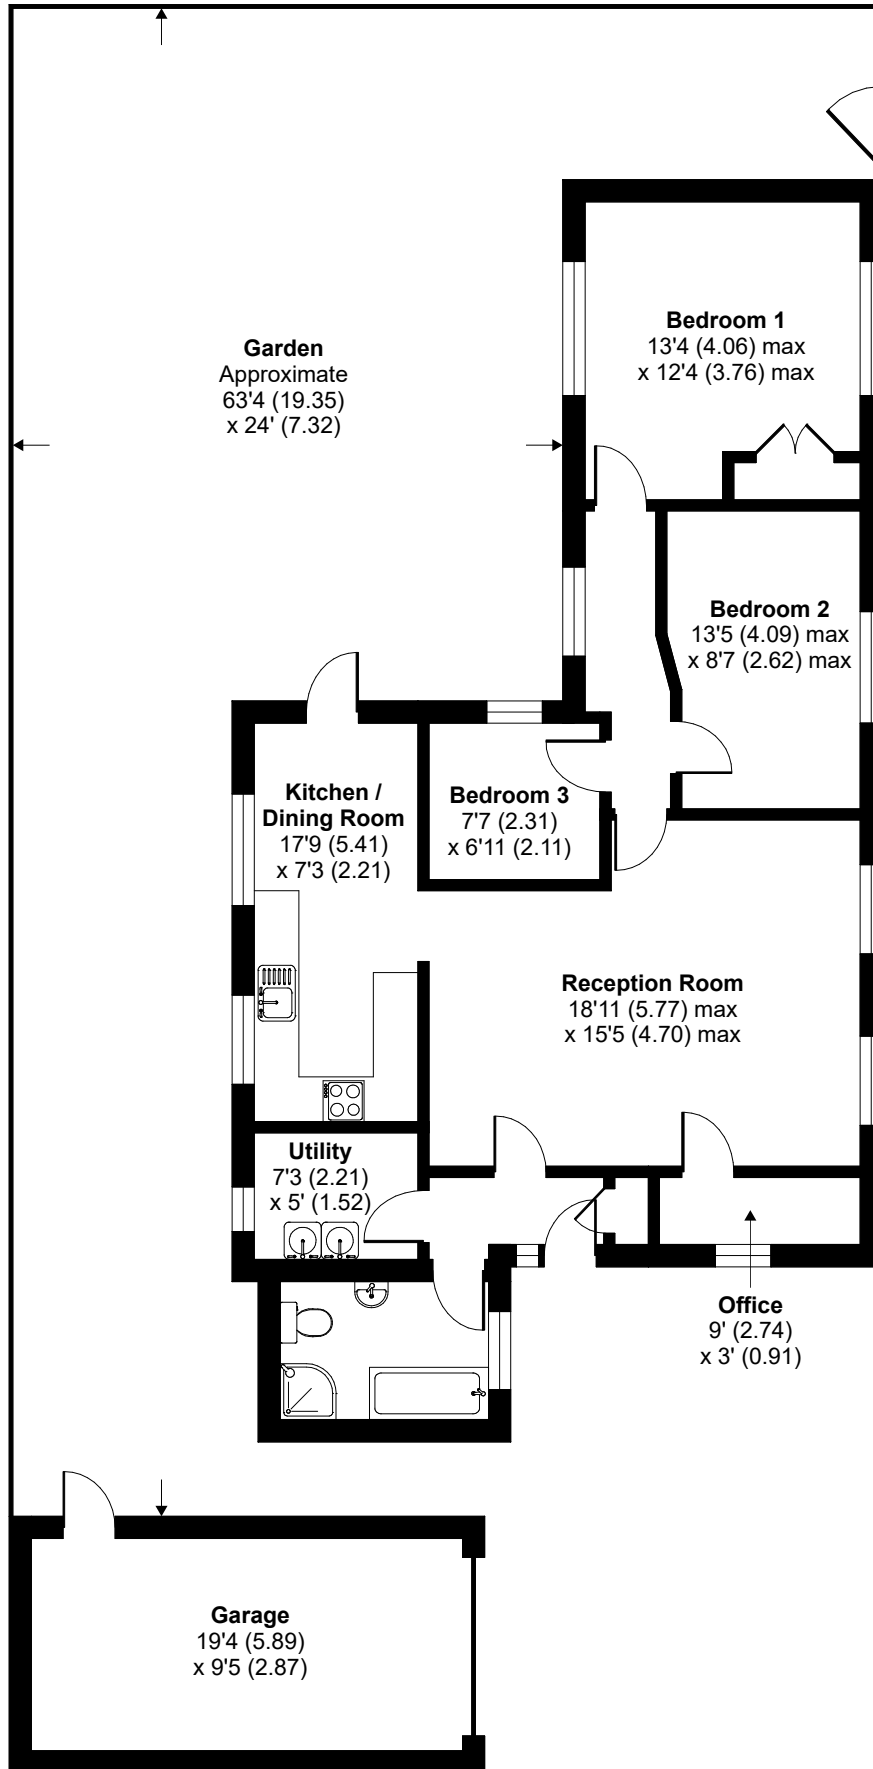 Garden
Approximate
63'4 (19.35)
x 24' (7.32)
Bedroom 1
13'4 (4.06) max
x 12'4 (3.76) max
Bedroom 2
13'5 (4.09) max
x 8'7 (2.62) max
Kitchen /
Dining Room
17'9 (5.41)
x 7'3 (2.21)
Bedroom 3
7'7 (2.31)
x 6'11 (2.11)
Reception Room
18'11 (5.77) max
x 15'5 (4.70) max
Utility
7'3 (2.21)
x 5' (1.52)
Office
9' (2.74)
x 3' (0.91)
Garage
19'4 (5.89)
x 9'5 (2.87)